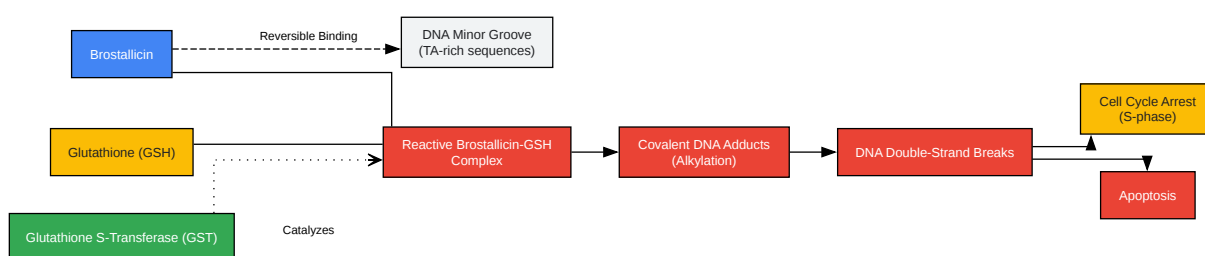 Brostallicin
Reversible Binding
DNA Minor Groove
(TA-rich sequences)
Glutathione (GSH)
Reactive Brostallicin-GSH
Complex
Covalent DNA Adducts
(Alkylation)
DNA Double-Strand Breaks
Cell Cycle Arrest
(S-phase)
Apoptosis
Glutathione S-Transferase (GST)
Catalyzes